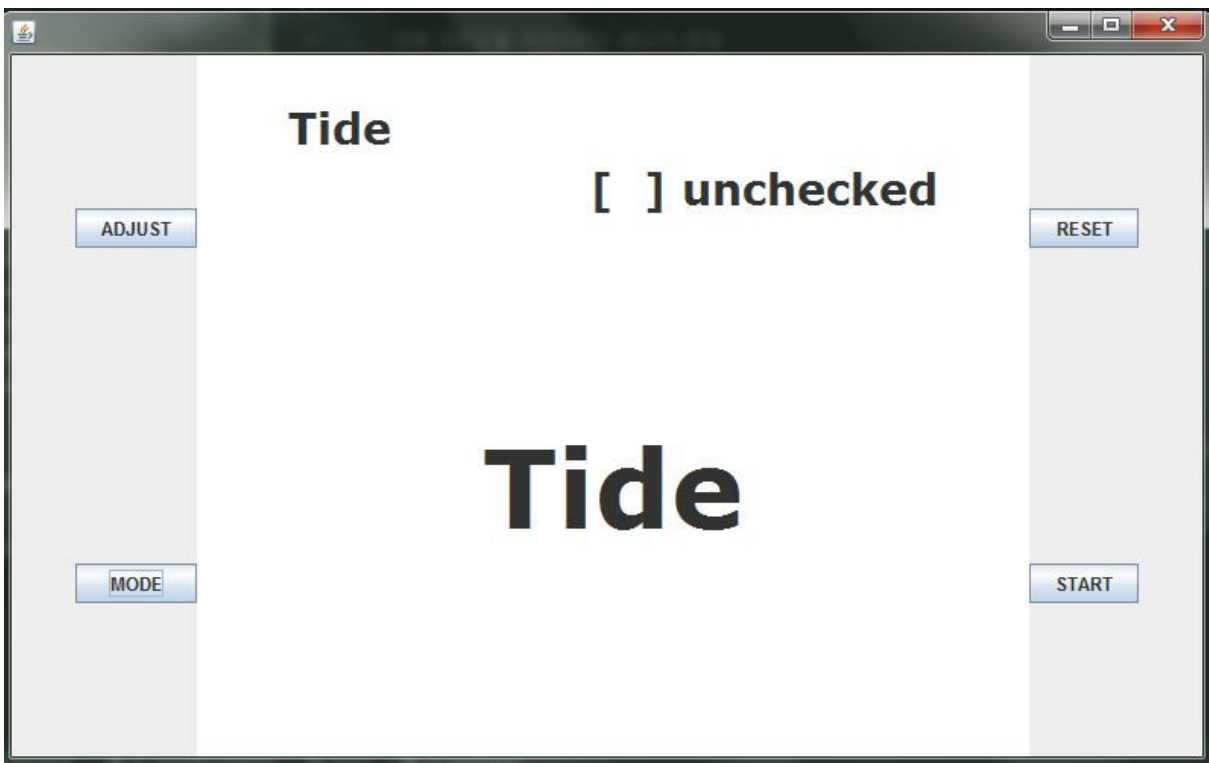 Tide
[ ] unchecked
ADJUST
RESET
Tide
MODE
START